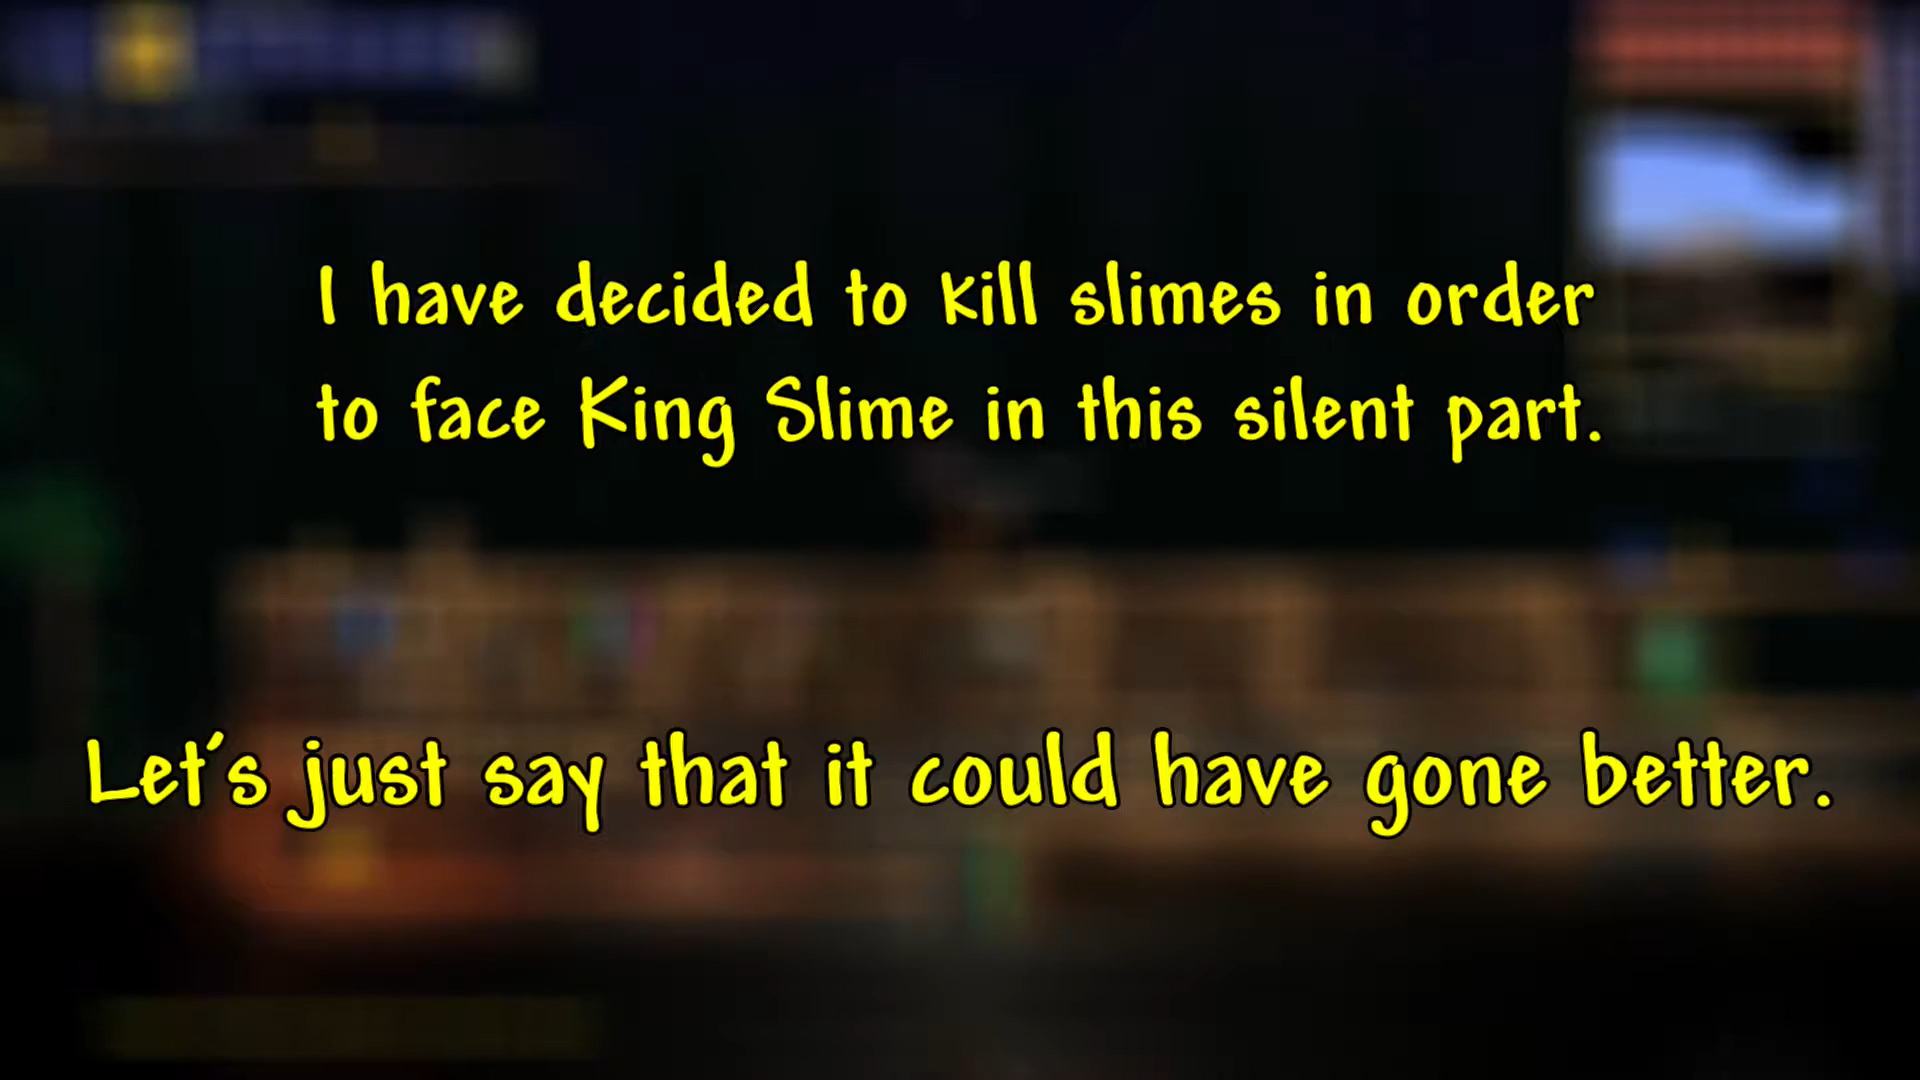 I have decided to kill slimes in order
to face King Slime in this silent part.
Let's just say that it could have gone better.